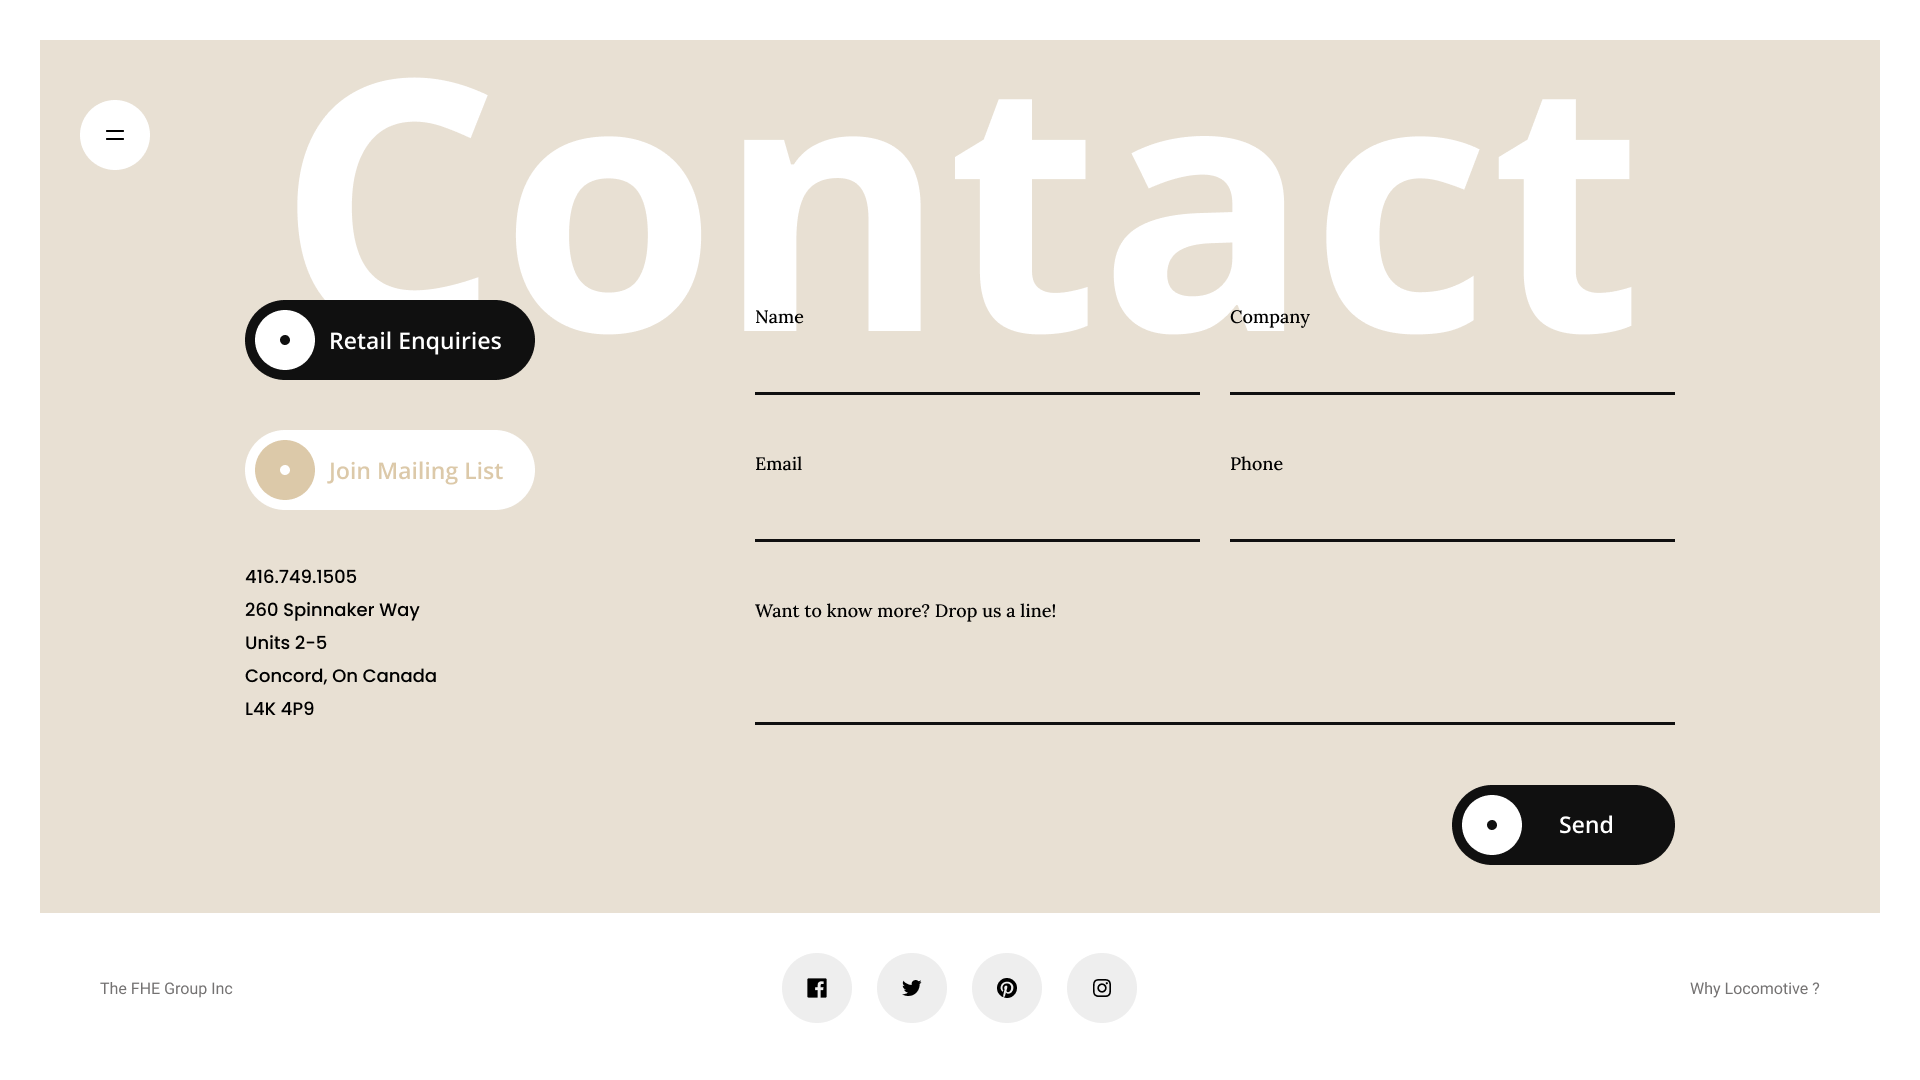 Contact
Retail Enquiries
Join Mailing List
416.749.1505
260 Spinnaker Way
Units 2-5
Concord, On Canada
L4K 4P9
Name
Company
Email
Phone
Want to know more? Drop us a line!
Send
The FHE Group Inc
Why Locomotive ?